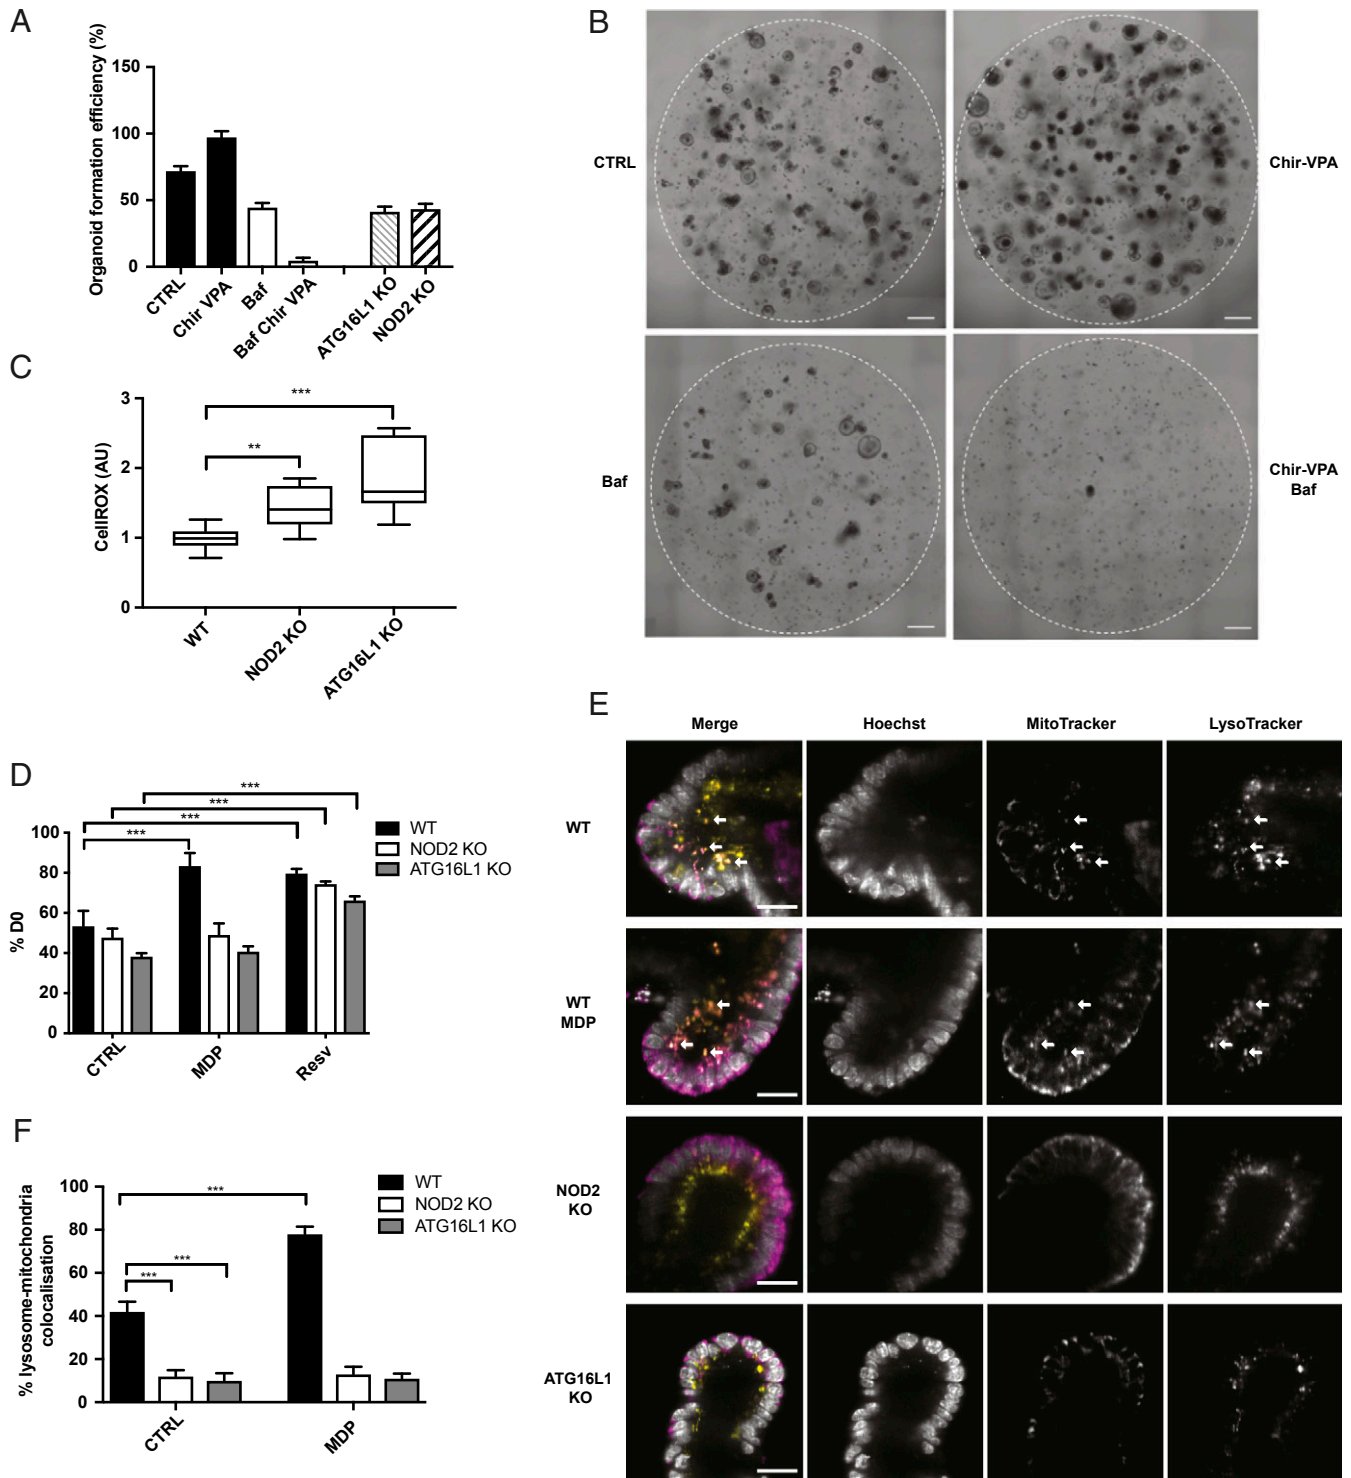 A
Organoid formation efficiency (%)
150
100
50
0
CTRL
Chir VPA
Baf
Baf Chir VPA
ATG16L1 KO
NOD2 KO
B
CTRL
Chir-VPA
Baf
Chir-VPA
Baf
C
CellROX (AU)
3
2
1
0
***
**
WT
NOD2 KO
ATG16L1 KO
D
% D0
100
80
60
40
20
0
***
***
***
***
WT
NOD2 KO
ATG16L1 KO
CTRL
MDP
Resv
E
Merge
Hoechst
MitoTracker
LysoTracker
WT
WT
MDP
NOD2
KO
ATG16L1
KO
F
% lysosome-mitochondria
colocalisation
100
80
60
40
20
0
***
***
***
WT
NOD2 KO
ATG16L1 KO
CTRL
MDP